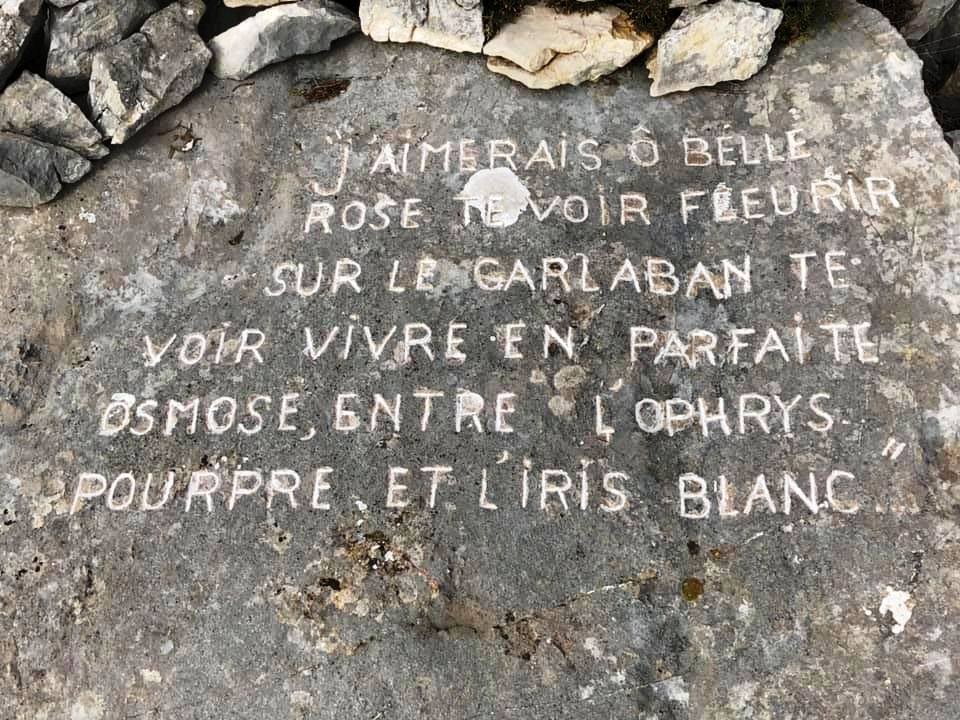 J'AIMERAIS Ô BELLE
ROSE TE VOIR FLEURIR
SUR LE GARLABAN TE
VOIR VIVRE EN PARFAITE
OSMOSE, ENTRE L'OPHRYS
POURPRE ET L'IRIS BLANC..."